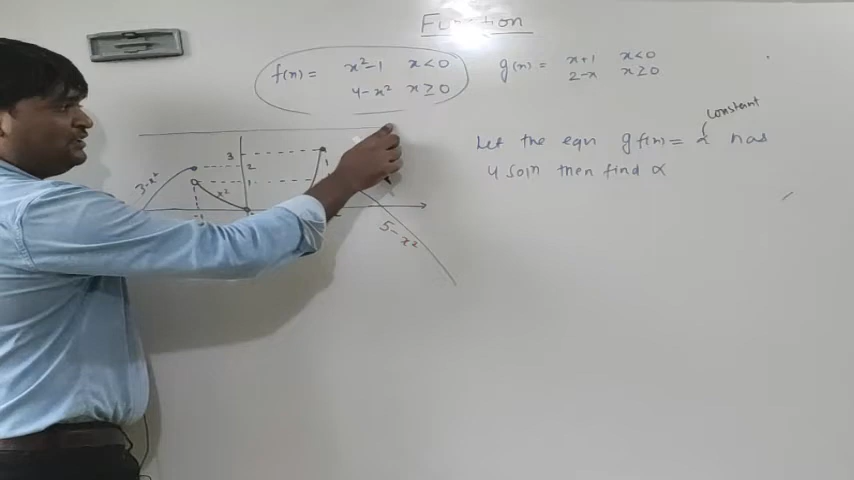 Function
f(x) = x²-1 x<0
4-x² x≥0
g(x) = x+1 x<0
2-x x≥0
constant
Let the eqn gf(x) = α has
4 soln then find α
3
2
1
3-x²
x²
5-x²